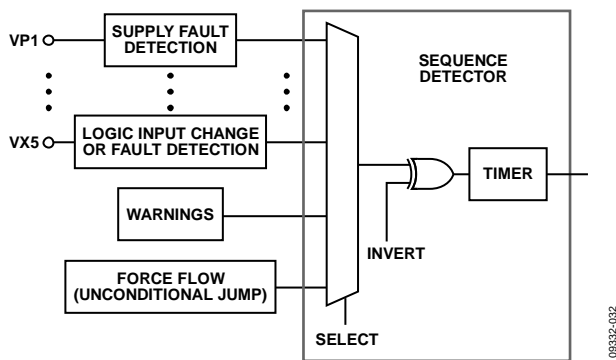 VP1
SUPPLY FAULT
DETECTION
SEQUENCE
DETECTOR
VX5
LOGIC INPUT CHANGE
OR FAULT DETECTION
TIMER
WARNINGS
INVERT
FORCE FLOW
(UNCONDITIONAL JUMP)
SELECT
09332-032